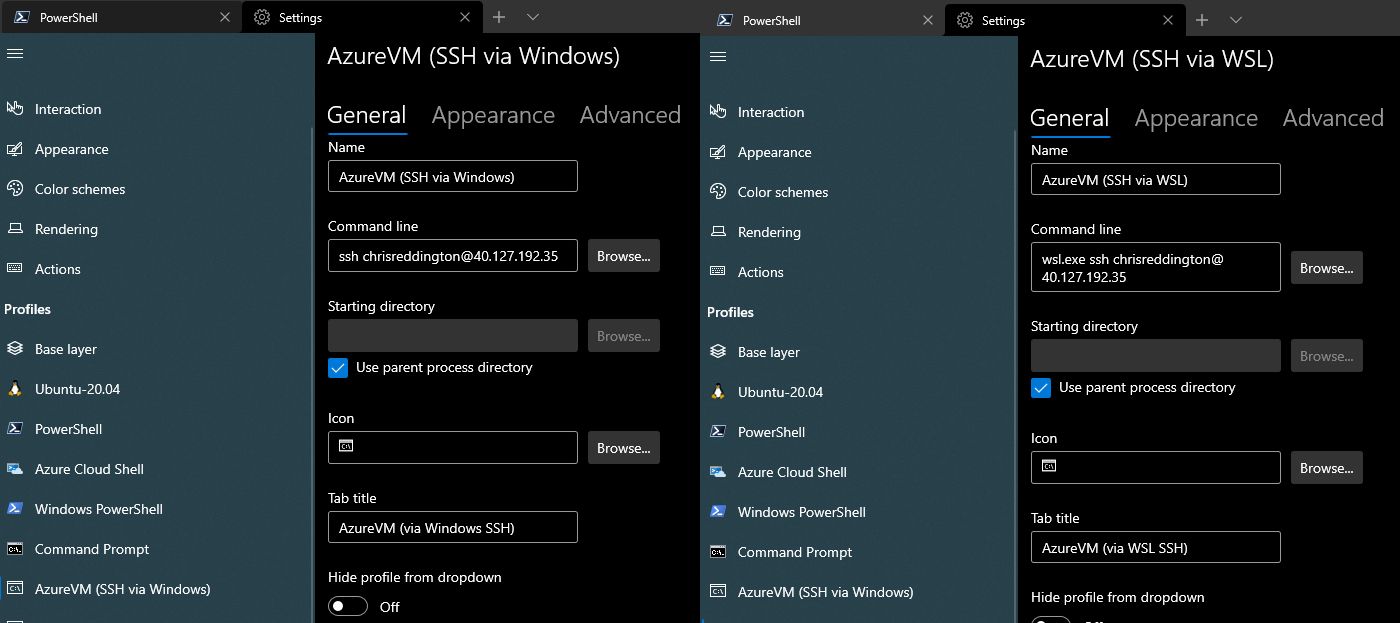 PowerShell
Settings
Interaction
Appearance
Color schemes
Rendering
Actions
Profiles
Base layer
Ubuntu-20.04
PowerShell
Azure Cloud Shell
Windows PowerShell
Command Prompt
AzureVM (SSH via Windows)
AzureVM (SSH via Windows)
General Appearance Advanced
Name
AzureVM (SSH via Windows)
Command line
ssh chrisreddington@40.127.192.35 Browse...
Starting directory
Browse...
Use parent process directory
Icon
Browse...
Tab title
AzureVM (via Windows SSH)
Hide profile from dropdown
Off
PowerShell
Settings
Interaction
Appearance
Color schemes
Rendering
Actions
Profiles
Base layer
Ubuntu-20.04
PowerShell
Azure Cloud Shell
Windows PowerShell
Command Prompt
AzureVM (SSH via Windows)
AzureVM (SSH via WSL)
General Appearance Advanced
Name
AzureVM (SSH via WSL)
Command line
wsl.exe ssh chrisreddington@
40.127.192.35
Browse...
Starting directory
Browse...
Use parent process directory
Icon
Browse...
Tab title
AzureVM (via WSL SSH)
Hide profile from dropdown